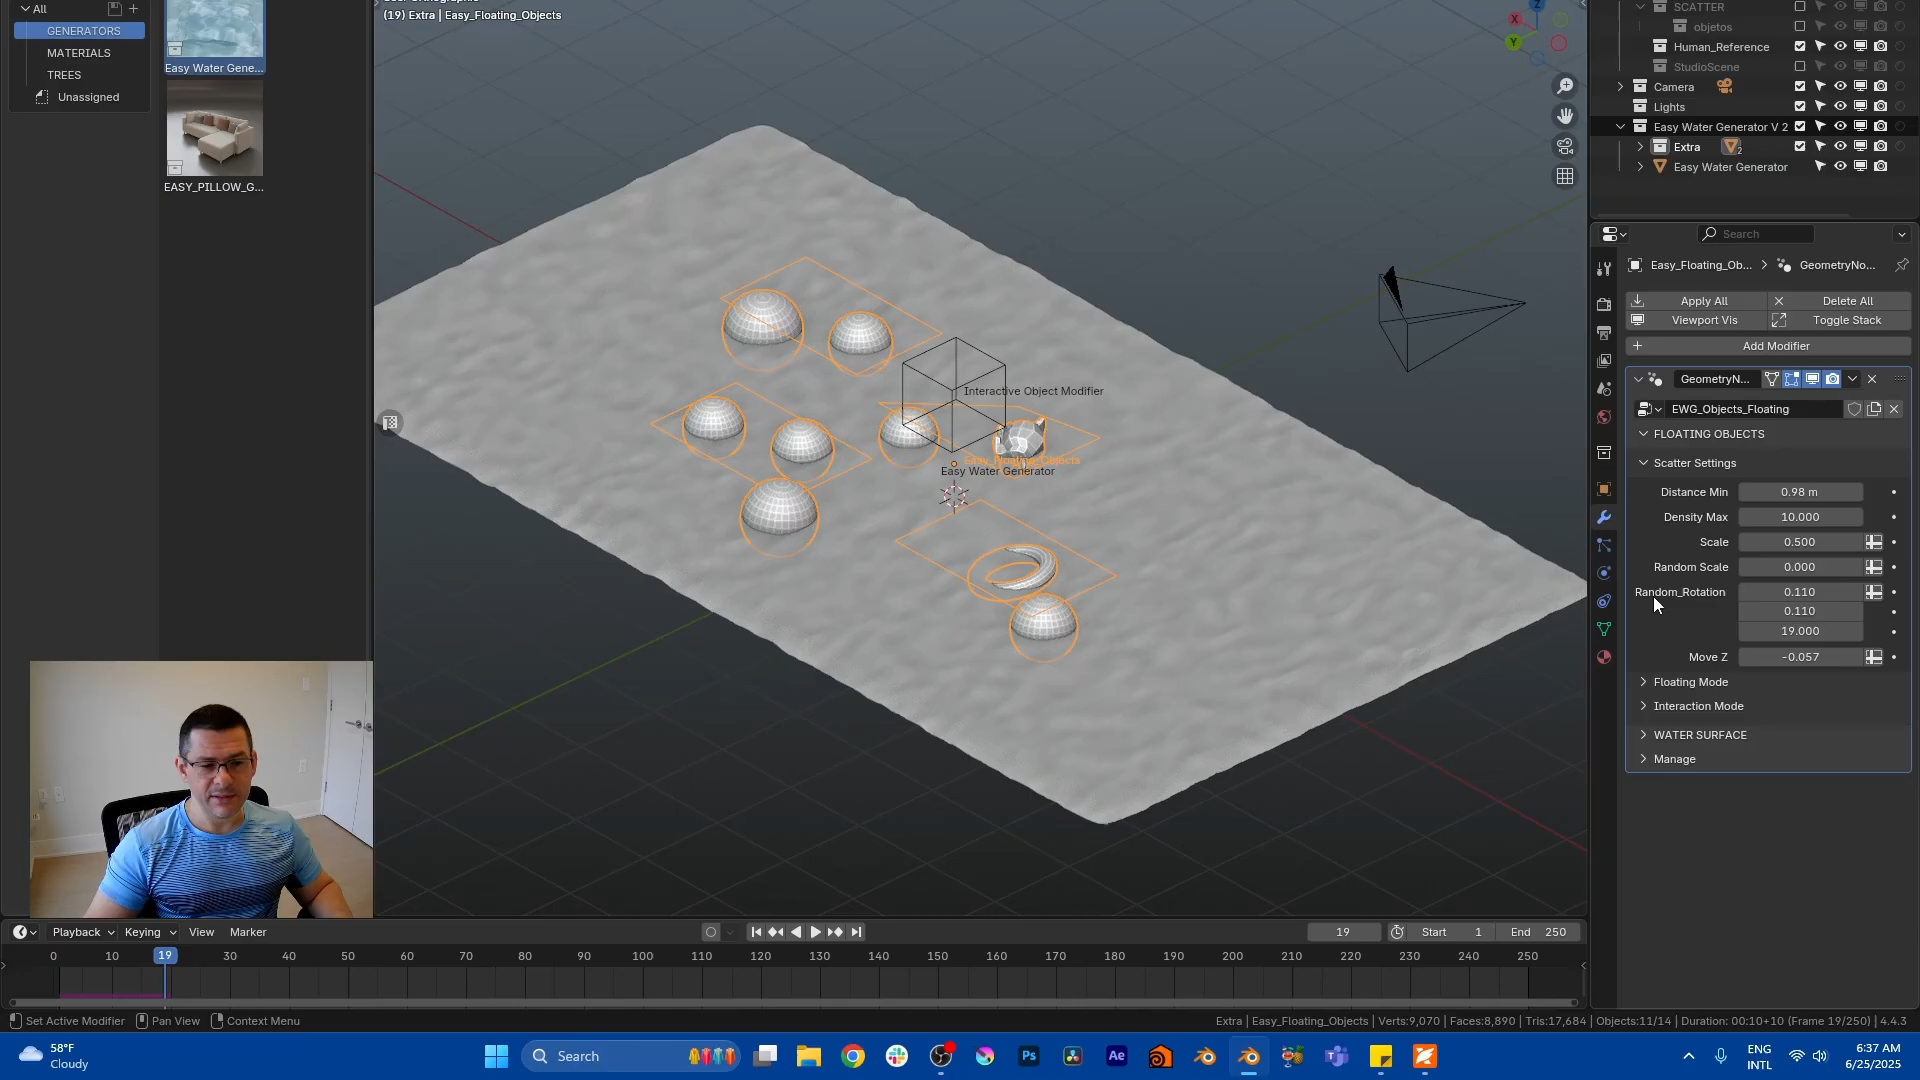 All
GENERATORS
MATERIALS
TREES
Unassigned
Easy Water Gene...
EASY_PILLOW_G...
(19) Extra | Easy_Floating_Objects
Z
X
Y
Interactive Object Modifier
Easy_Floating_Objects
Easy Water Generator
SCATTER
objetos
Human_Reference
StudioScene
Camera
Lights
Easy Water Generator V 2
Extra
2
Easy Water Generator
Search
Easy_Floating_Ob...
GeometryNo...
Apply All
Delete All
Viewport Vis
Toggle Stack
Add Modifier
GeometryN...
EWG_Objects_Floating
FLOATING OBJECTS
Scatter Settings
Distance Min 0.98 m
Density Max 10.000
Scale 0.500
Random Scale 0.000
Random_Rotation 0.110
0.110
19.000
Move Z -0.057
Floating Mode
Interaction Mode
WATER SURFACE
Manage
Playback Keying View Marker
19 Start 1 End 250
0 10 19 30 40 50 60 70 80 90 100 110 120 130 140 150 160 170 180 190 200 210 220 230 240 250
Set Active Modifier Pan View Context Menu
Extra | Easy_Floating_Objects | Verts:9,070 | Faces:8,890 | Tris:17,684 | Objects:11/14 | Duration: 00:10+10 (Frame 19/250) | 4.4.3
58°F
Cloudy
Search
Ps
Ae
ENG
INTL
6:37 AM
6/25/2025